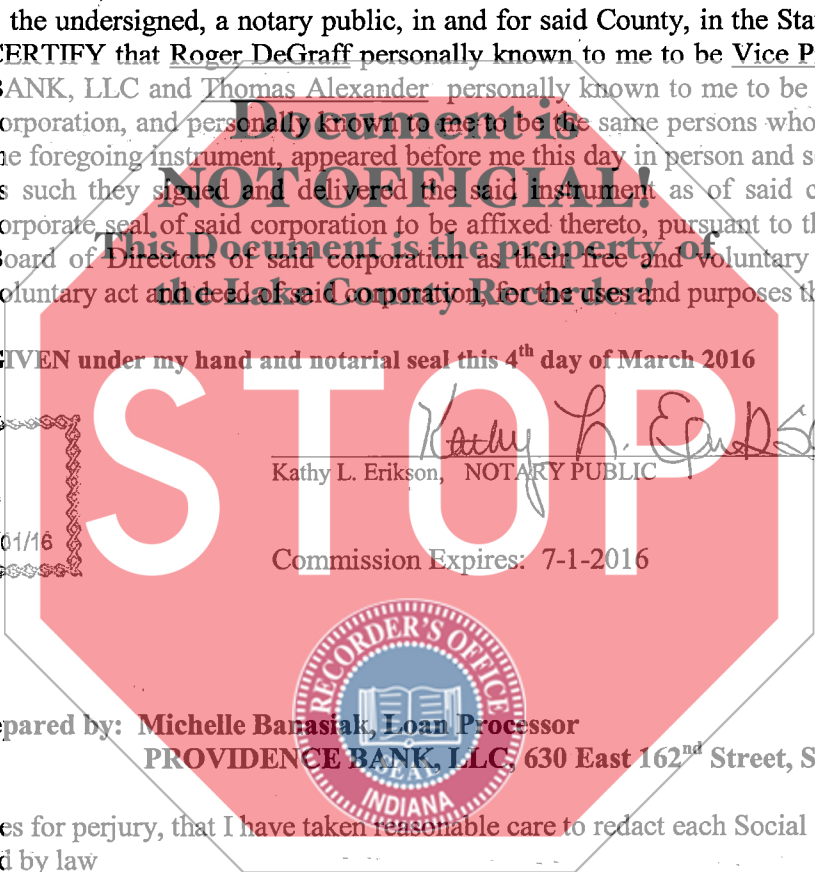 the undersigned, a notary public, in and for said County, in the Sta
CERTIFY that Roger DeGraff personally known to me to be Vice P
BANK, LLC and Thomas Alexander personally known to me to be
Document is
orporation, and personally known to me to be the same persons who
e foregoing instrument, appeared before me this day in person and s
NOT OFFICIAL!
s such they signed and delivered the said instrument as of said c
orporate seal of said corporation to be affixed thereto, pursuant to th
This Document is the property of
oard of Directors of said corporation as their free and voluntary
the Lake County Recorder!
oluntary act and deed of said corporation, for the uses and purposes th
GIVEN under my hand and notarial seal this 4th day of March 2016
STOP
Kathy L. Erikson
Kathy L. Erikson, NOTARY PUBLIC
01/16
Commission Expires: 7-1-2016
RECORDER'S OFFICE
epared by: Michelle Banasiak, Loan Processor
PROVIDENCE BANK, LLC, 630 East 162nd Street, S
SEAL
INDIANA
es for perjury, that I have taken reasonable care to redact each Social
d by law